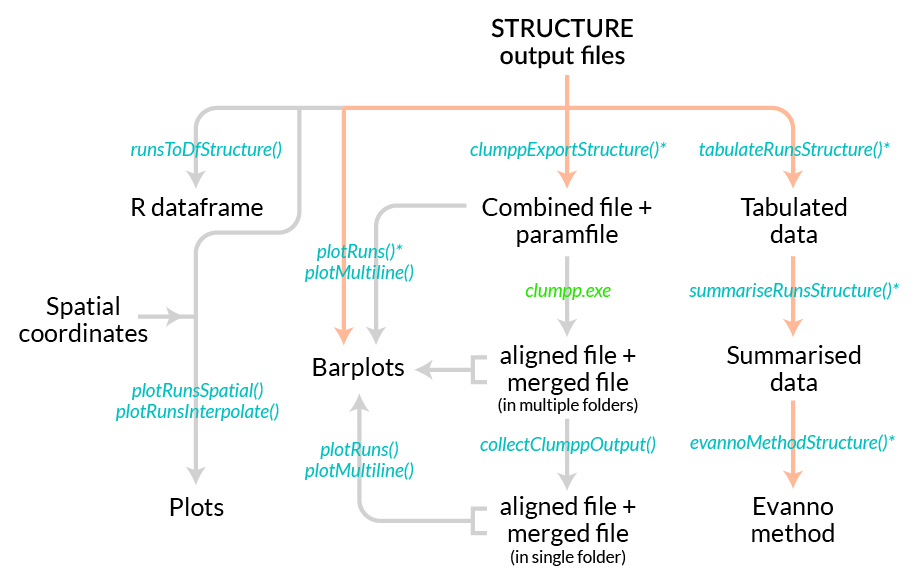 STRUCTURE
output files
runsToDfStructure()
clumppExportStructure()*
tabulateRunsStructure()*
R dataframe
Combined file +
paramfile
Tabulated
data
plotRuns()*
plotMultiline()
clumpp.exe
summariseRunsStructure()*
Spatial
coordinates
Barplots
aligned file +
merged file
(in multiple folders)
Summarised
data
plotRunsSpatial()
plotRunsInterpolate()
plotRuns()
plotMultiline()
collectClumppOutput()
evannoMethodStructure()*
Plots
aligned file +
merged file
(in single folder)
Evanno
method